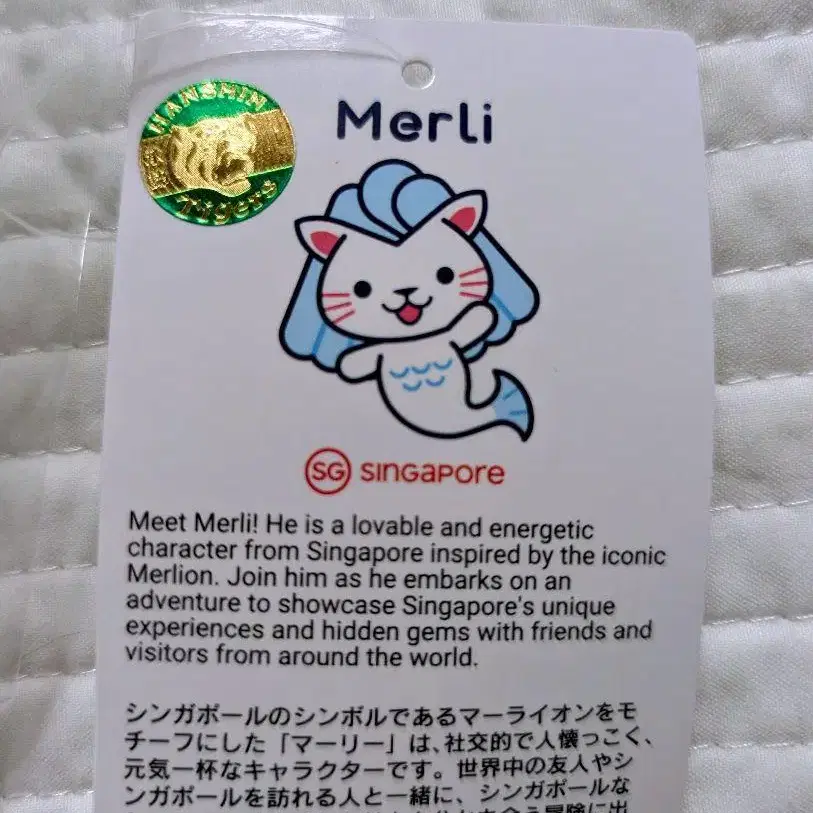 HANSHIN
Tigers
Merli
SG SINGAPORE
Meet Merli! He is a lovable and energetic
character from Singapore inspired by the iconic
Merlion. Join him as he embarks on an
adventure to showcase Singapore's unique
experiences and hidden gems with friends and
visitors from around the world.
シンガポールのシンボルであるマーライオンをモ
チーフにした「マーリー」は、社交的で人懐っこく、
元気一杯なキャラクターです。世界中の友人やシ
ンガポールを訪れる人と一緒に、シンガポールな